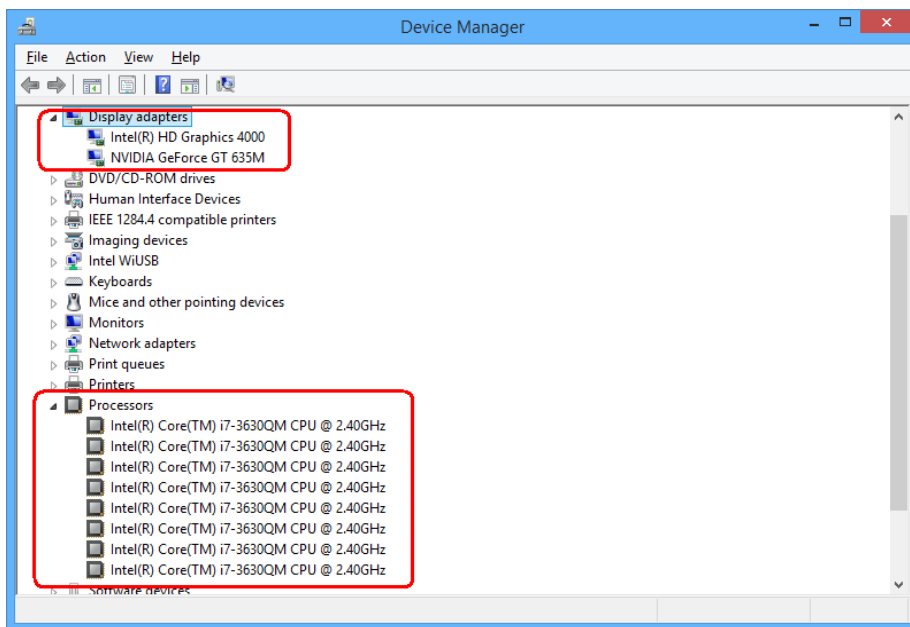 Device Manager
File Action View Help
Display adapters
Intel(R) HD Graphics 4000
NVIDIA GeForce GT 635M
DVD/CD-ROM drives
Human Interface Devices
IEEE 1284.4 compatible printers
Imaging devices
Intel WiUSB
Keyboards
Mice and other pointing devices
Monitors
Network adapters
Print queues
Printers
Processors
Intel(R) Core(TM) i7-3630QM CPU @ 2.40GHz
Intel(R) Core(TM) i7-3630QM CPU @ 2.40GHz
Intel(R) Core(TM) i7-3630QM CPU @ 2.40GHz
Intel(R) Core(TM) i7-3630QM CPU @ 2.40GHz
Intel(R) Core(TM) i7-3630QM CPU @ 2.40GHz
Intel(R) Core(TM) i7-3630QM CPU @ 2.40GHz
Intel(R) Core(TM) i7-3630QM CPU @ 2.40GHz
Intel(R) Core(TM) i7-3630QM CPU @ 2.40GHz
Software devices